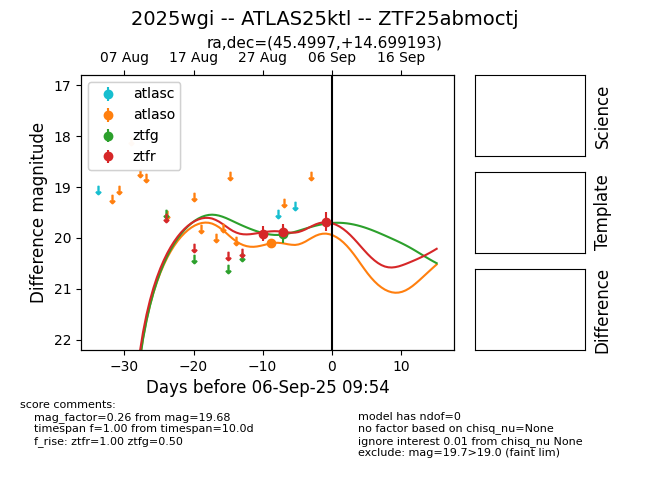 2025wgi -- ATLAS25ktl -- ZTF25abmoctj
ra,dec=(45.4997,+14.699193)
07 Aug 17 Aug 27 Aug 06 Sep 16 Sep
atlasc
atlaso
ztfg
ztfr
17
18
19
20
21
22
Difference magnitude
−30 −20 −10 0 10
Days before 06-Sep-25 09:54
Science
Template
Difference
score comments:
mag_factor=0.26 from mag=19.68
timespan f=1.00 from timespan=10.0d
f_rise: ztfr=1.00 ztfg=0.50
model has ndof=0
no factor based on chisq_nu=None
ignore interest 0.01 from chisq_nu None
exclude: mag=19.7>19.0 (faint lim)